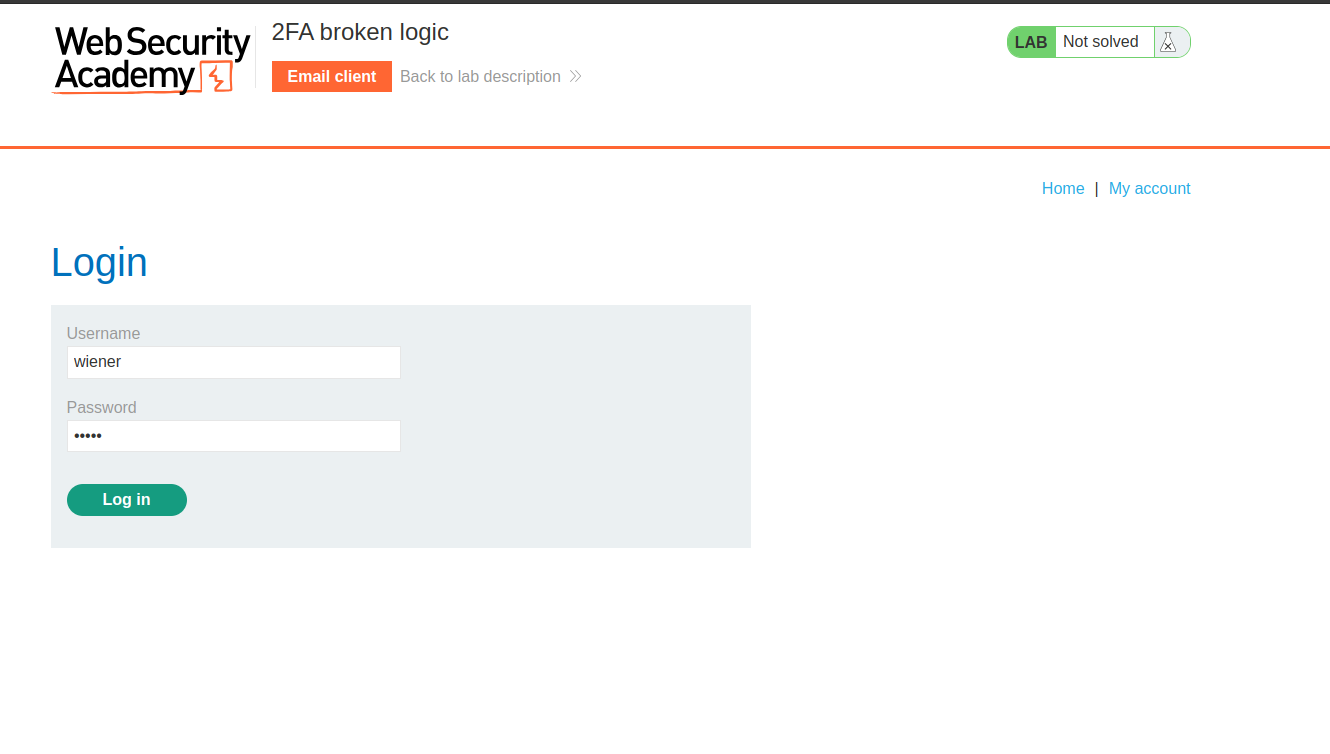 Web Security
Academy
2FA broken logic
Email client Back to lab description
LAB Not solved
Home | My account
Login
Username
wiener
Password
•••••
Log in